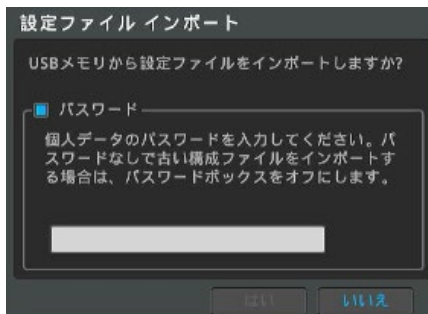 設定ファイル インポート
USBメモリから設定ファイルをインポートしますか?
パスワード
個人データのパスワードを入力してください。パ
スワードなしで古い構成ファイルをインポートす
る場合は、パスワードボックスをオフにします。
はい いいえ